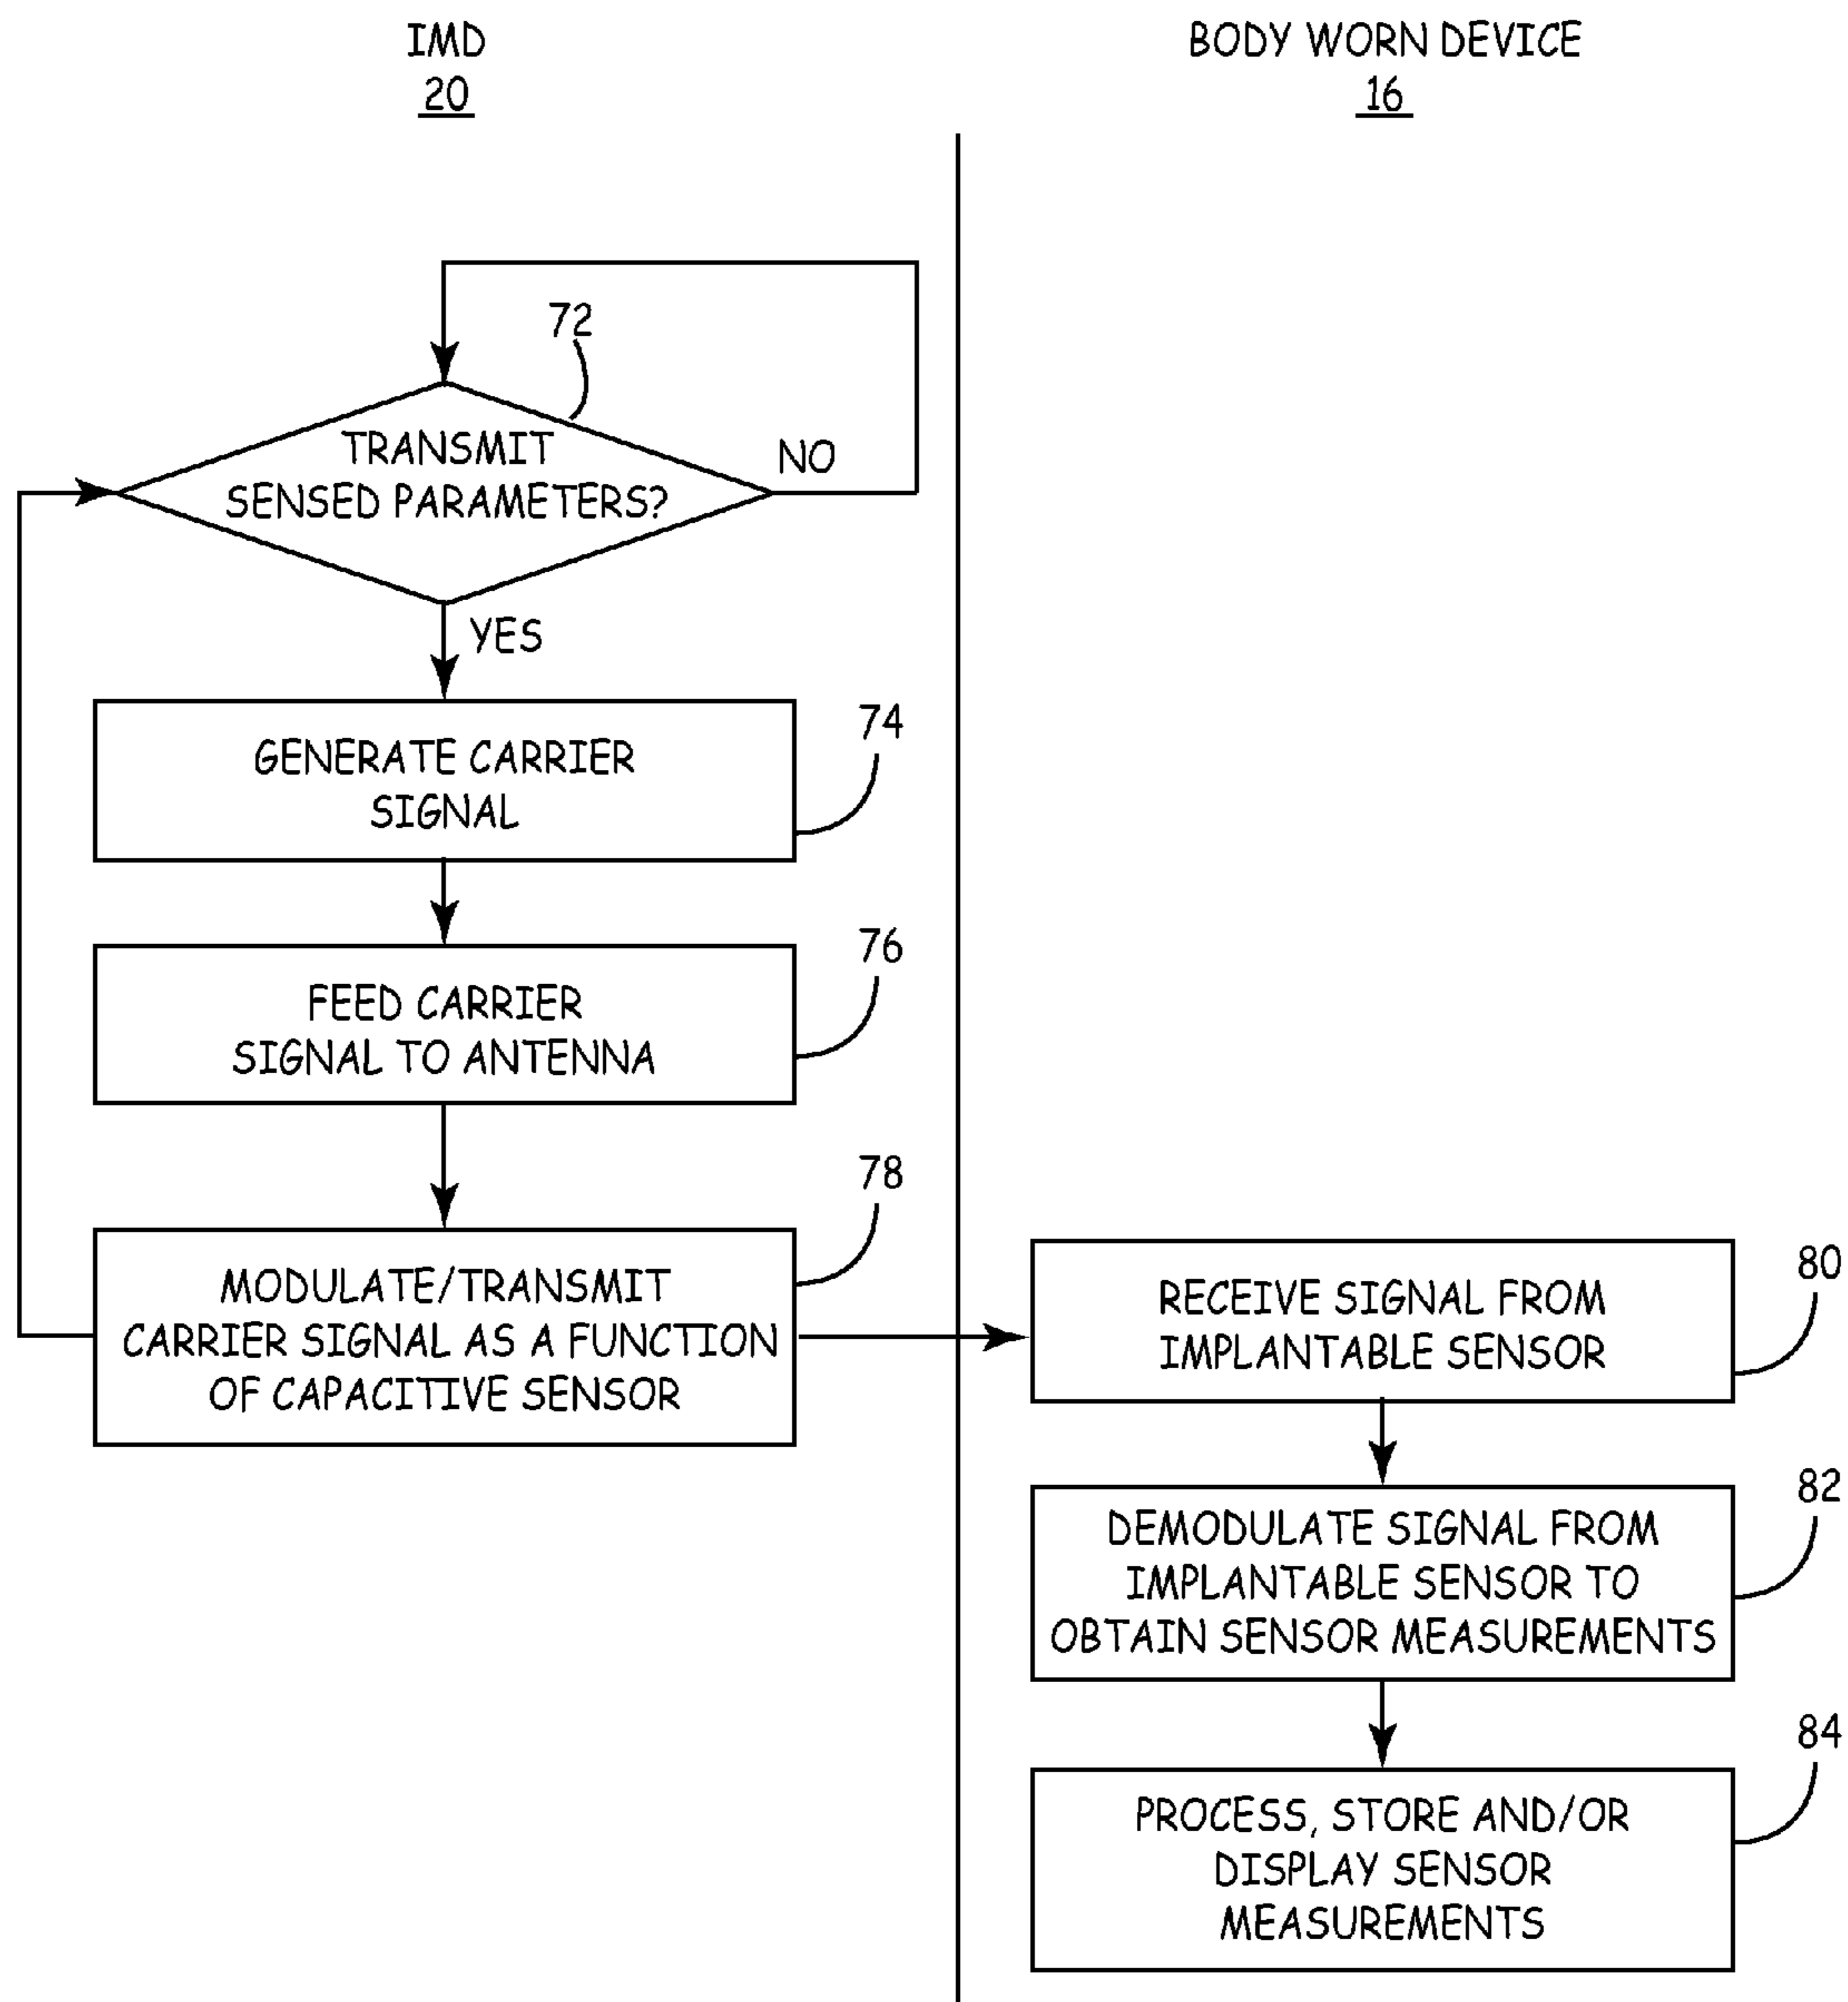 IMD
20
BODY WORN DEVICE
16
72
TRANSMIT
SENSED PARAMETERS?
NO
YES
74
GENERATE CARRIER
SIGNAL
76
FEED CARRIER
SIGNAL TO ANTENNA
78
MODULATE/TRANSMIT
CARRIER SIGNAL AS A FUNCTION
OF CAPACITIVE SENSOR
80
RECEIVE SIGNAL FROM
IMPLANTABLE SENSOR
82
DEMODULATE SIGNAL FROM
IMPLANTABLE SENSOR TO
OBTAIN SENSOR MEASUREMENTS
84
PROCESS, STORE AND/OR
DISPLAY SENSOR
MEASUREMENTS